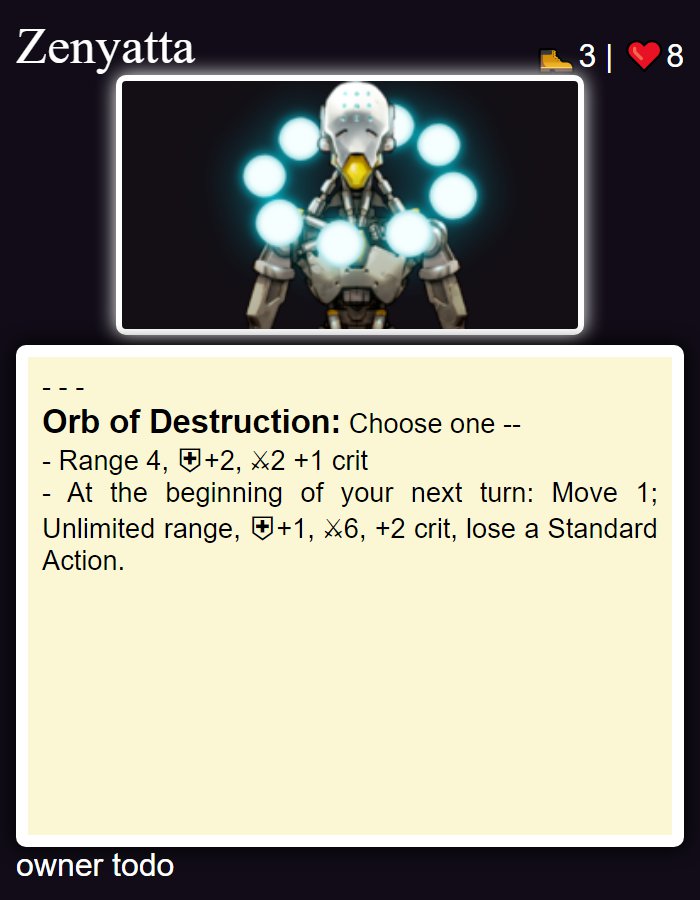 Zenyatta
🥾3 | ❤️8
- - -
Orb of Destruction: Choose one --
- Range 4, ⛨+2, ⚔2 +1 crit
- At the beginning of your next turn: Move 1;
Unlimited range, ⛨+1, ⚔6, +2 crit, lose a Standard
Action.
owner todo